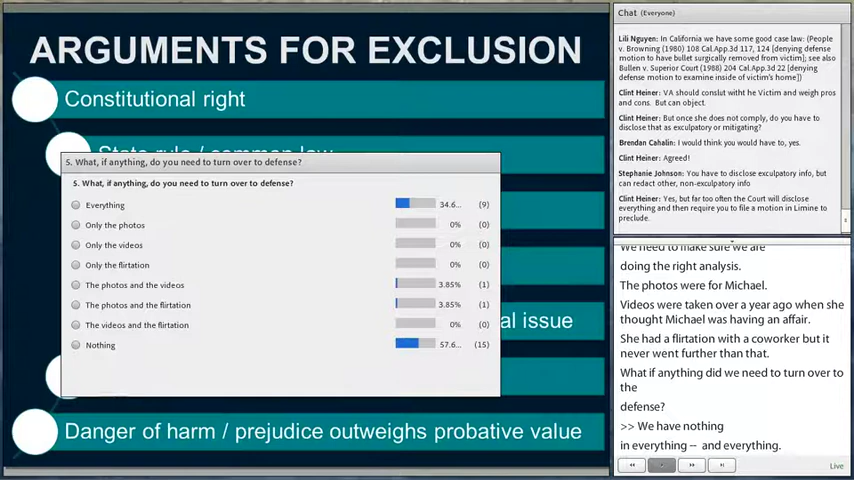 ARGUMENTS FOR EXCLUSION
Constitutional right
State rule / common law
5. What, if anything, do you need to turn over to defense?
5. What, if anything, do you need to turn over to defense?
Everything 34.6... (9)
Only the photos 0% (0)
Only the videos 0% (0)
Only the flirtation 0% (0)
The photos and the videos 3.85% (1)
The photos and the flirtation 3.85% (1)
The videos and the flirtation 0% (0)
Nothing 57.6... (15)
al issue
Danger of harm / prejudice outweighs probative value
Chat (Everyone)
Lili Nguyen: In California we have some good case law: (People
v. Browning (1980) 108 Cal.App.3d 117, 124 [denying defense
motion to have bullet surgically removed from victim]; see also
Bullen v. Superior Court (1988) 204 Cal.App.3d 22 [denying
defense motion to examine inside of victim's home])
Clint Heiner: VA should conslut witht he Victim and weigh pros
and cons. But can object.
Clint Heiner: But once she does not comply, do you have to
disclose that as exculpatory or mitigating?
Brendan Cahalin: I would think you would have to, yes.
Clint Heiner: Agreed!
Stephanie Johnson: You have to disclose exculpatory info, but
can redact other, non-exculpatory info
Clint Heiner: Yes, but far too often the Court will disclose
everything and then require you to file a motion in Limine to
preclude.
We need to make sure we are
doing the right analysis.
The photos were for Michael.
Videos were taken over a year ago when she
thought Michael was having an affair.
She had a flirtation with a coworker but it
never went further than that.
What if anything did we need to turn over to
the
defense?
>> We have nothing
in everything -- and everything.
Live